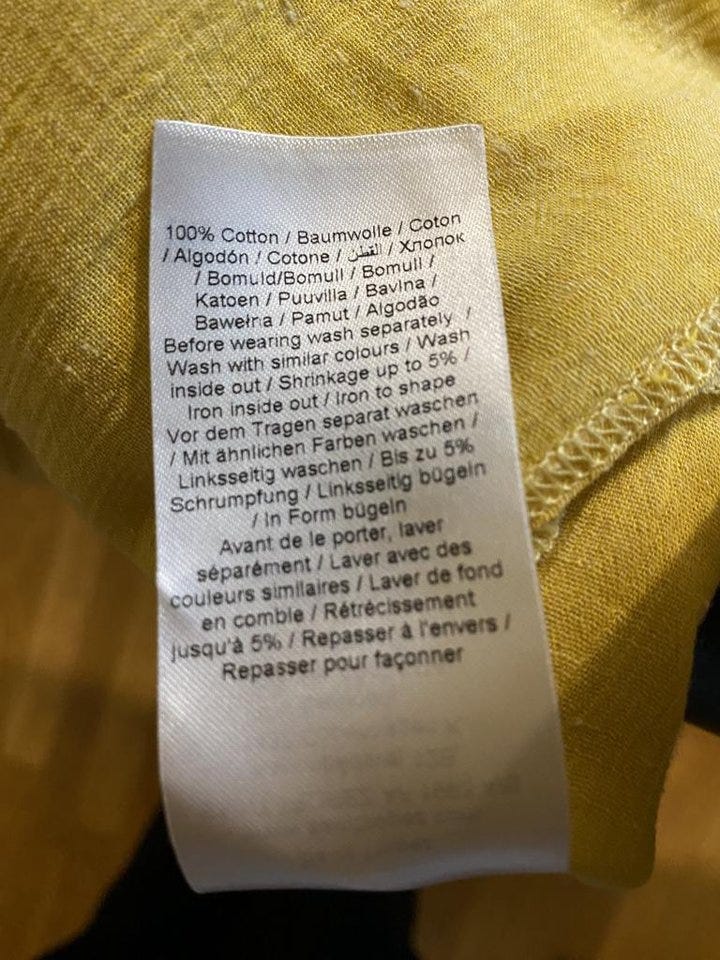 100% Cotton / Baumwolle / Coton
/ Algodón / Cotone / القطن / Хлопок
/ Bomuld/Bomull / Bomull /
Katoen / Puuvilla / Bavlna /
Bawełna / Pamut / Algodão
Before wearing wash separately /
Wash with similar colours / Wash
inside out / Shrinkage up to 5% /
Iron inside out / Iron to shape
Vor dem Tragen separat waschen
/ Mit ähnlichen Farben waschen /
Linksseitig waschen / Bis zu 5%
Schrumpfung / Linksseitig bügeln
/ In Form bügeln
Avant de le porter, laver
séparément / Laver avec des
couleurs similaires / Laver de fond
en comble / Rétrécissement
jusqu'à 5% / Repasser à l'envers /
Repasser pour façonner